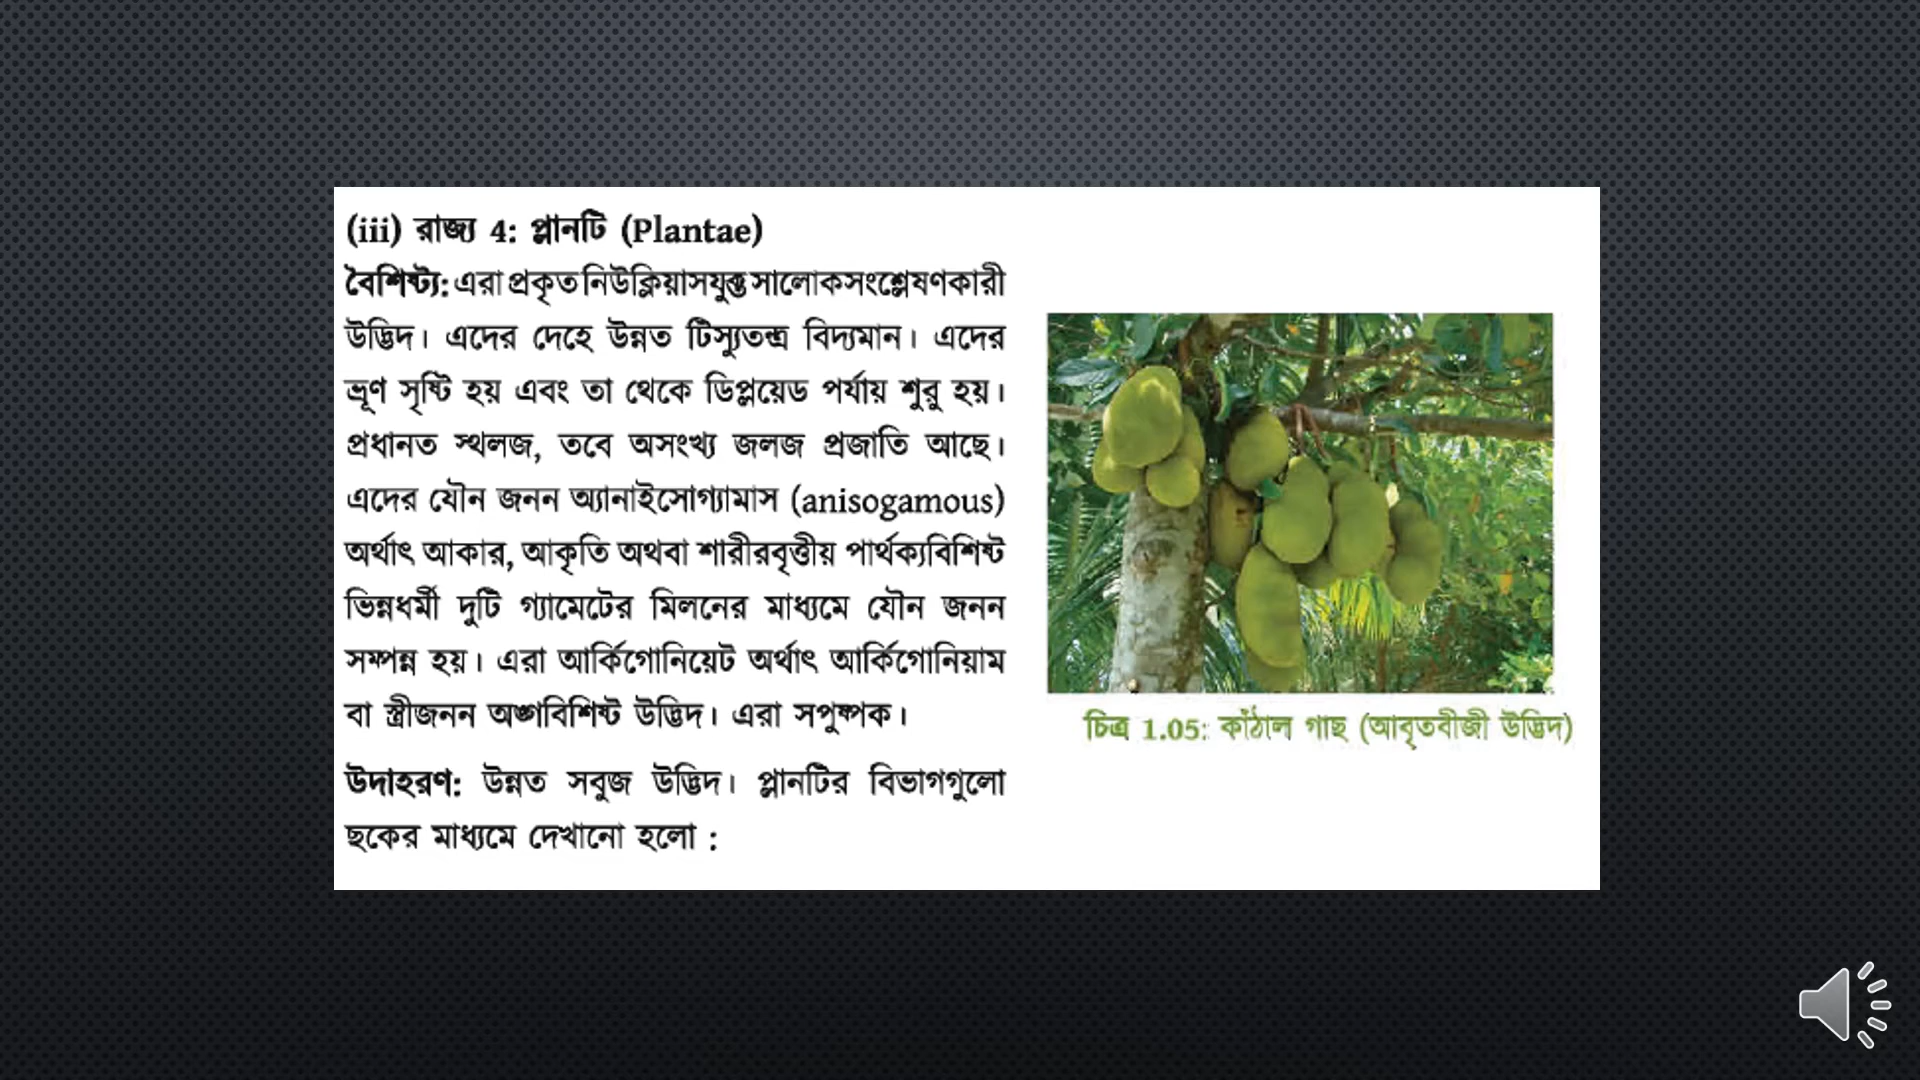 (iii) রাজ্য 4: প্লানটি (Plantae)
বৈশিষ্ট্য: এরা প্রকৃত নিউক্লিয়াসযুক্ত সালোকসংশ্লেষণকারী
উদ্ভিদ। এদের দেহে উন্নত টিস্যুতন্ত্র বিদ্যমান। এদের
ভ্রূণ সৃষ্টি হয় এবং তা থেকে ডিপ্লয়েড পর্যায় শুরু হয়।
প্রধানত স্থলজ, তবে অসংখ্য জলজ প্রজাতি আছে।
এদের যৌন জনন অ্যানাইসোগ্যামাস (anisogamous)
অর্থাৎ আকার, আকৃতি অথবা শারীরবৃত্তীয় পার্থক্যবিশিষ্ট
ভিন্নধর্মী দুটি গ্যামেটের মিলনের মাধ্যমে যৌন জনন
সম্পন্ন হয়। এরা আর্কিগোনিয়েট অর্থাৎ আর্কিগোনিয়াম
বা স্ত্রীজনন অঙ্গবিশিষ্ট উদ্ভিদ। এরা সপুষ্পক।
উদাহরণ: উন্নত সবুজ উদ্ভিদ। প্লানটির বিভাগগুলো
ছকের মাধ্যমে দেখানো হলো :
চিত্র 1.05: কাঁঠাল গাছ (আবৃতবীজী উদ্ভিদ)